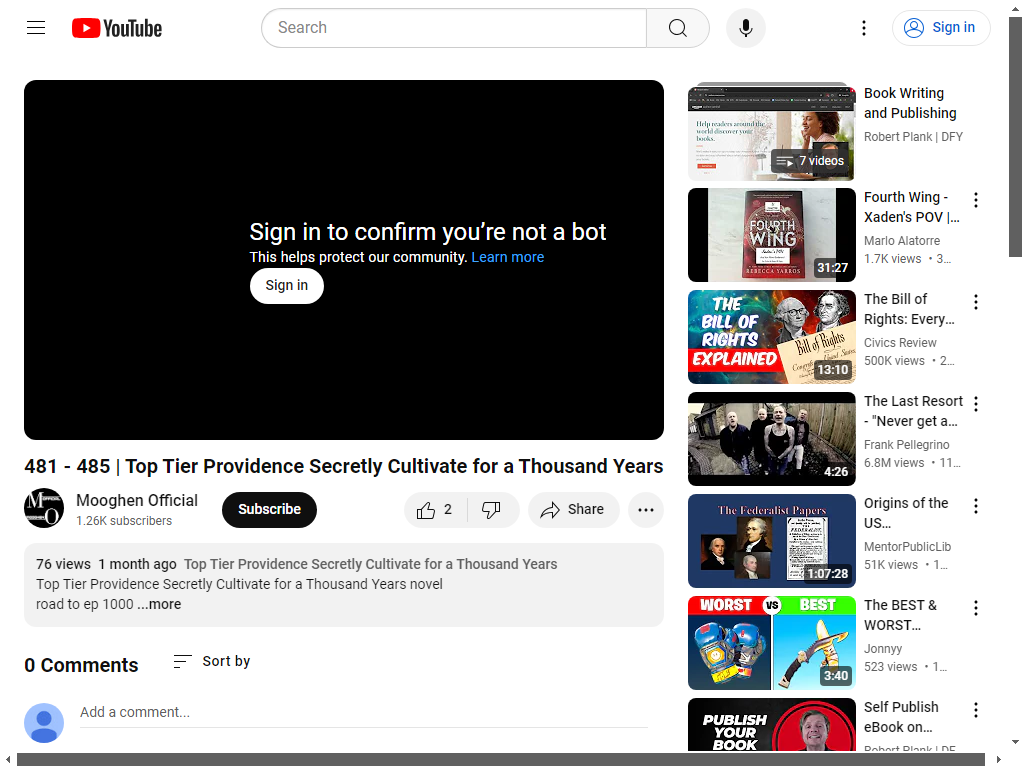 YouTube
Search
Sign in
Sign in to confirm you’re not a bot
This helps protect our community. Learn more
Sign in
481 - 485 | Top Tier Providence Secretly Cultivate for a Thousand Years
Mooghen Official
1.26K subscribers
Subscribe
2
Share
76 views 1 month ago Top Tier Providence Secretly Cultivate for a Thousand Years
Top Tier Providence Secretly Cultivate for a Thousand Years novel
road to ep 1000 ...more
0 Comments
Sort by
Add a comment...
Help readers around the
world discover your
books.
7 videos
Book Writing
and Publishing
Robert Plank | DFY
FOURTH
WING
Xaden's POV
REBECCA YARROS
31:27
Fourth Wing -
Xaden's POV |...
Marlo Alatorre
1.7K views • 3...
THE
BILL OF
RIGHTS
EXPLAINED
Bill of Rights
13:10
The Bill of
Rights: Every...
Civics Review
500K views • 2...
4:26
The Last Resort
- "Never get a...
Frank Pellegrino
6.8M views • 11...
The Federalist Papers
1:07:28
Origins of the
US...
MentorPublicLib
51K views • 1...
WORST VS BEST
3:40
The BEST &
WORST...
Jonnyy
523 views • 1...
PUBLISH
YOUR
BOOK
Self Publish
eBook on...
Robert Plank | DF